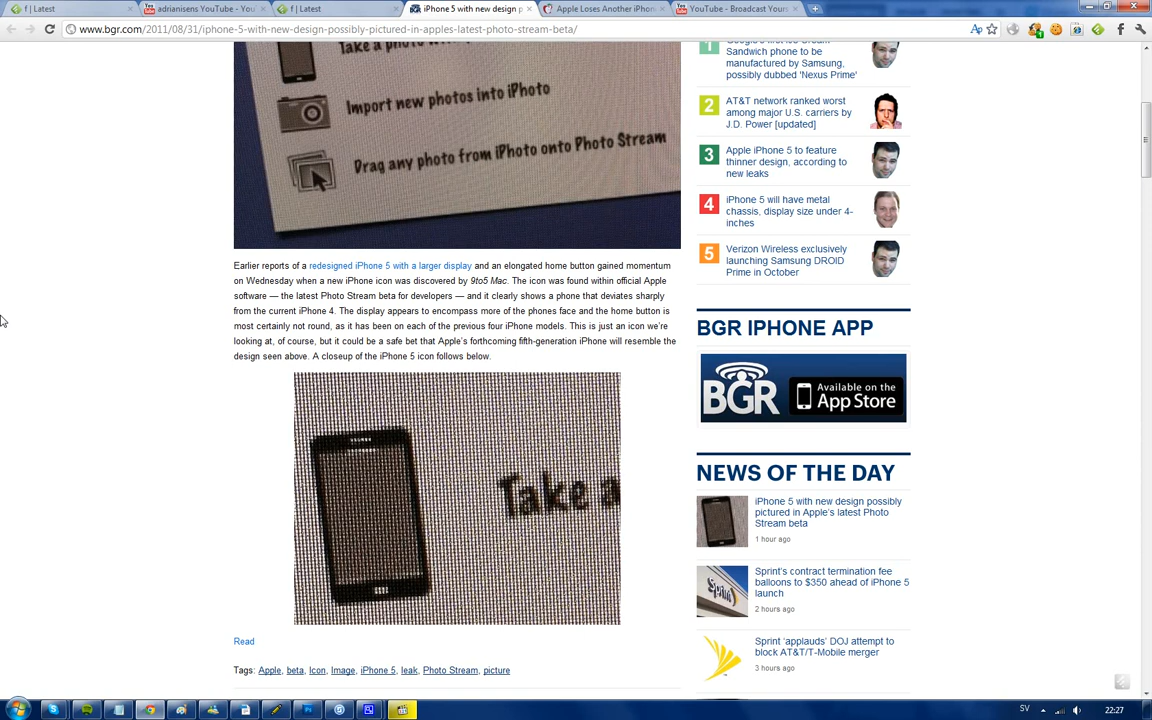 f | Latest
adrianisens YouTube - You
f | Latest
iPhone 5 with new design p
Apple Loses Another iPhon
YouTube - Broadcast Yours
www.bgr.com/2011/08/31/iphone-5-with-new-design-possibly-pictured-in-apples-latest-photo-stream-beta/
Take a photo with
Import new photos into iPhoto
Drag any photo from iPhoto onto Photo Stream
Earlier reports of a redesigned iPhone 5 with a larger display and an elongated home button gained momentum
on Wednesday when a new iPhone icon was discovered by 9to5 Mac. The icon was found within official Apple
software — the latest Photo Stream beta for developers — and it clearly shows a phone that deviates sharply
from the current iPhone 4. The display appears to encompass more of the phones face and the home button is
most certainly not round, as it has been on each of the previous four iPhone models. This is just an icon we're
looking at, of course, but it could be a safe bet that Apple's forthcoming fifth-generation iPhone will resemble the
design seen above. A closeup of the iPhone 5 icon follows below.
Take a
Read
Tags: Apple, beta, Icon, Image, iPhone 5, leak, Photo Stream, picture
1
Google's first Ice Cream
Sandwich phone to be
manufactured by Samsung,
possibly dubbed 'Nexus Prime'
2
AT&T network ranked worst
among major U.S. carriers by
J.D. Power [updated]
3
Apple iPhone 5 to feature
thinner design, according to
new leaks
4
iPhone 5 will have metal
chassis, display size under 4-
inches
5
Verizon Wireless exclusively
launching Samsung DROID
Prime in October
BGR IPHONE APP
BGR
Available on the
App Store
NEWS OF THE DAY
iPhone 5 with new design possibly
pictured in Apple's latest Photo
Stream beta
1 hour ago
Sprint's contract termination fee
balloons to $350 ahead of iPhone 5
launch
2 hours ago
Sprint
Sprint 'applauds' DOJ attempt to
block AT&T/T-Mobile merger
3 hours ago
SV
22:27